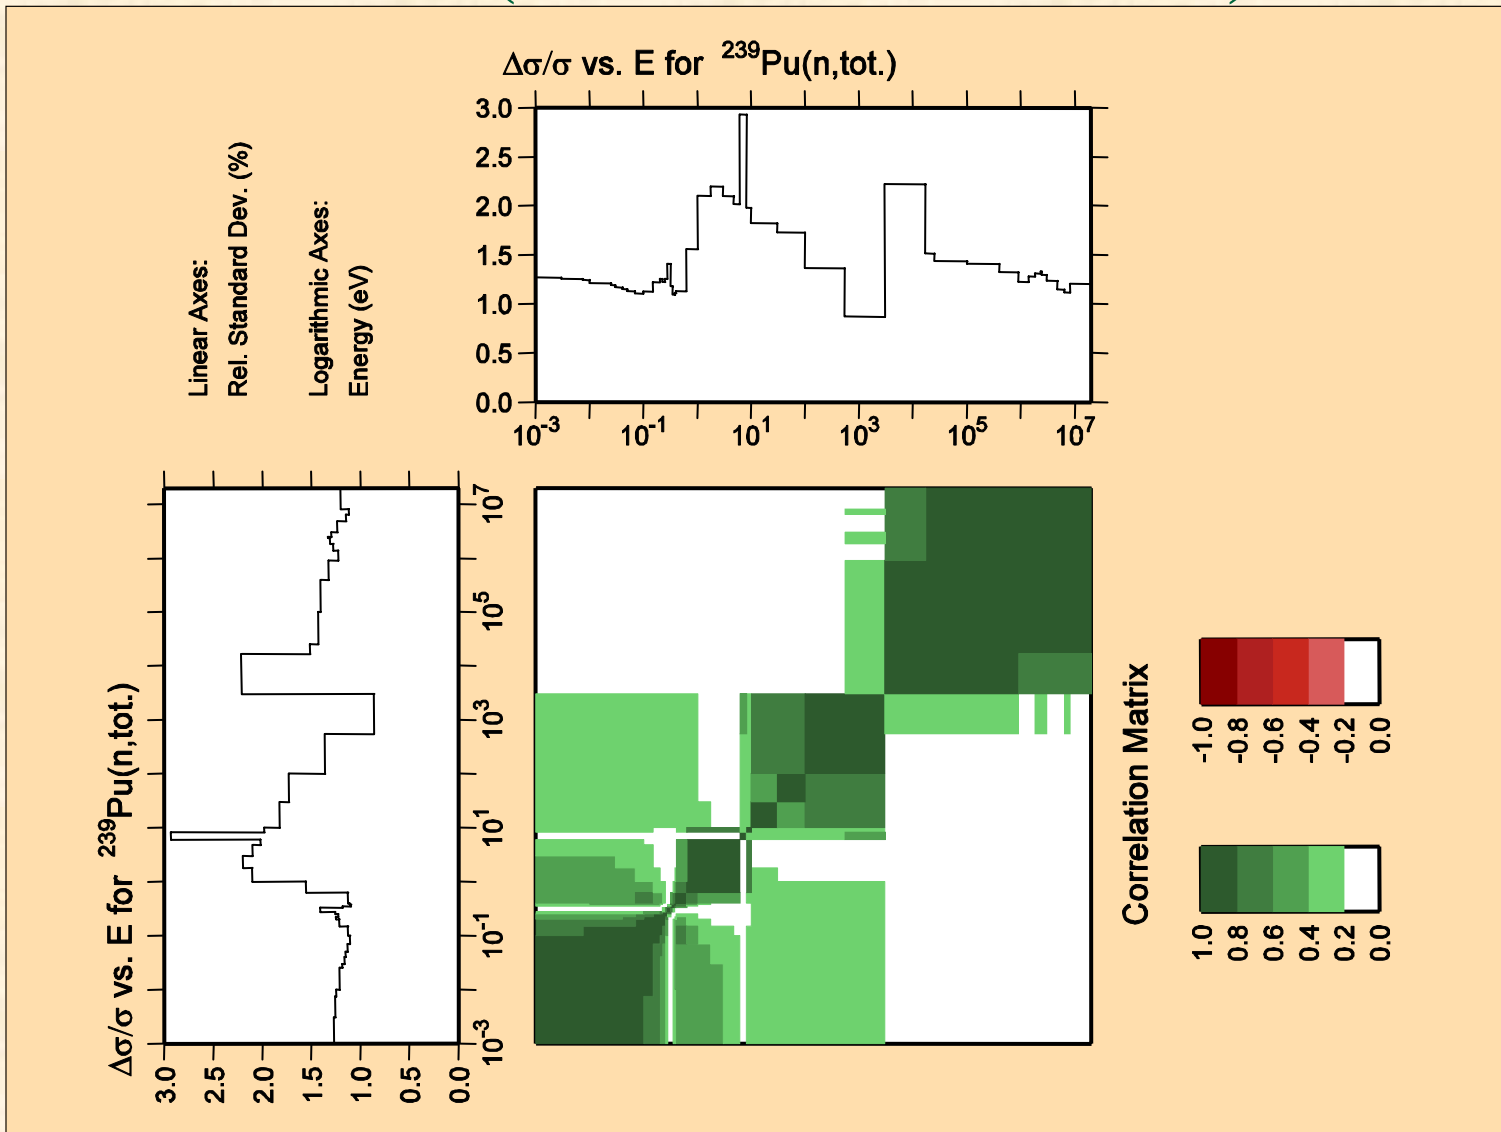 Δσ/σ vs. E for ²³⁹Pu(n,tot.)
3.0
2.5
2.0
1.5
1.0
0.5
0.0
10⁻³ 10⁻¹ 10¹ 10³ 10⁵ 10⁷
Linear Axes:
Rel. Standard Dev. (%)
Logarithmic Axes:
Energy (eV)
Δσ/σ vs. E for ²³⁹Pu(n,tot.)
10⁷
10⁵
10³
10¹
10⁻¹
10⁻³
3.0 2.5 2.0 1.5 1.0 0.5 0.0
Correlation Matrix
-1.0 -0.8 -0.6 -0.4 -0.2 0.0
1.0 0.8 0.6 0.4 0.2 0.0